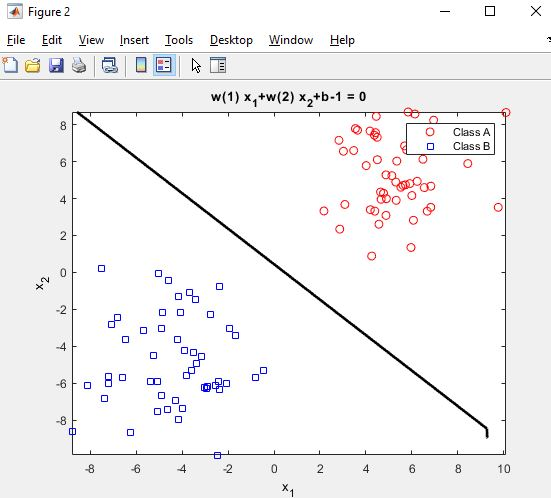 Figure 2
File Edit View Insert Tools Desktop Window Help
w(1) x1+w(2) x2+b-1 = 0
Class A
Class B
8
6
4
2
0
-2
-4
-6
-8
x2
-8 -6 -4 -2 0 2 4 6 8 10
x1